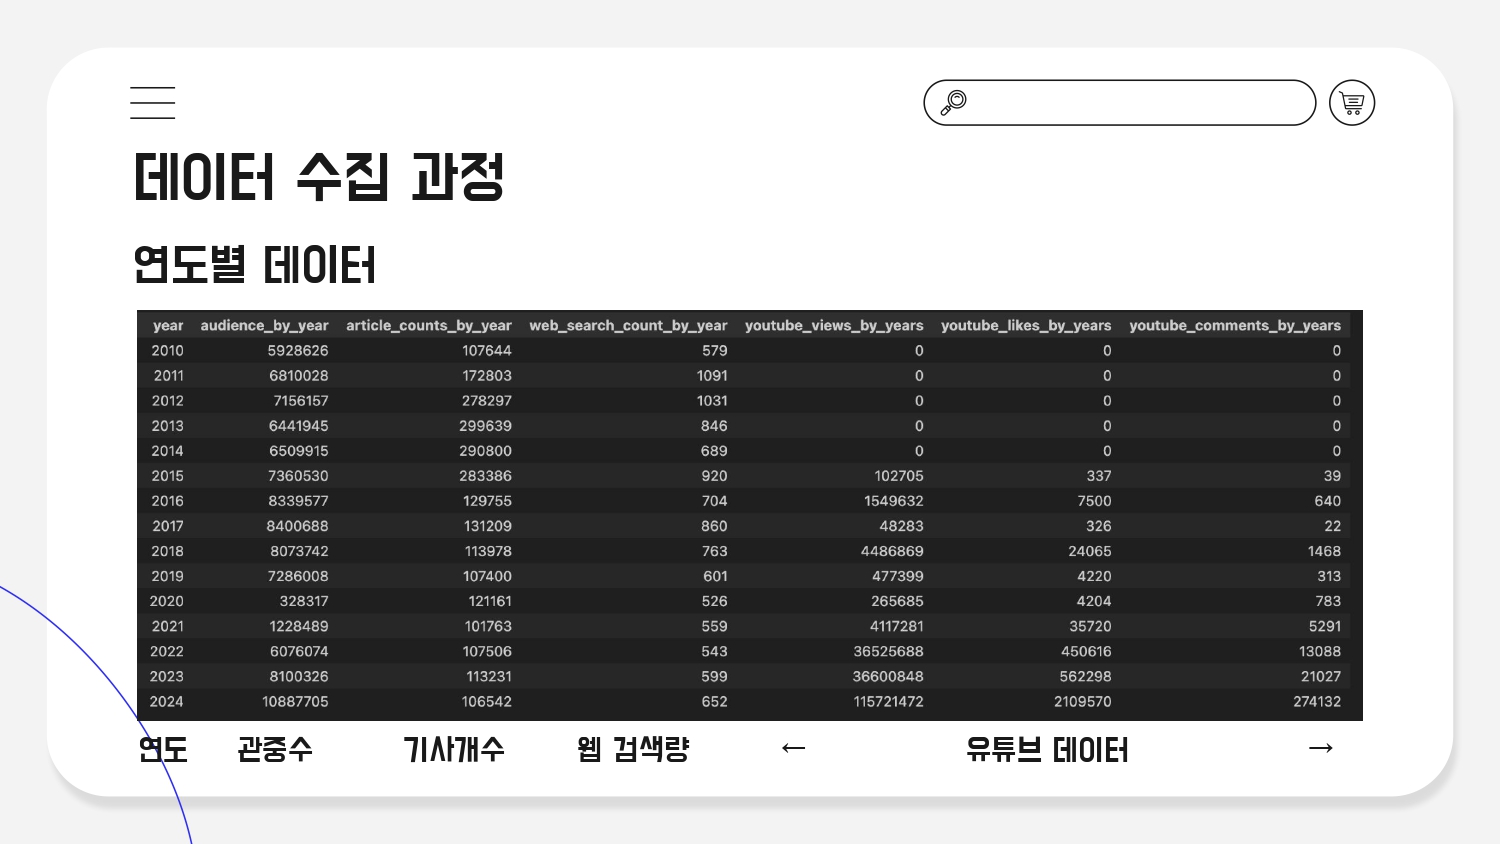 데이터 수집 과정
연도별 데이터
year audience_by_year article_counts_by_year web_search_count_by_year youtube_views_by_years youtube_likes_by_years youtube_comments_by_years
2010 5928626 107644 579 0 0 0
2011 6810028 172803 1091 0 0 0
2012 7156157 278297 1031 0 0 0
2013 6441945 299639 846 0 0 0
2014 6509915 290800 689 0 0 0
2015 7360530 283386 920 102705 337 39
2016 8339577 129755 704 1549632 7500 640
2017 8400688 131209 860 48283 326 22
2018 8073742 113978 763 4486869 24065 1468
2019 7286008 107400 601 477399 4220 313
2020 328317 121161 526 265685 4204 783
2021 1228489 101763 559 4117281 35720 5291
2022 6076074 107506 543 36525688 450616 13088
2023 8100326 113231 599 36600848 562298 21027
2024 10887705 106542 652 115721472 2109570 274132
연도 관중수 기사개수 웹 검색량 ← 유튜브 데이터 →